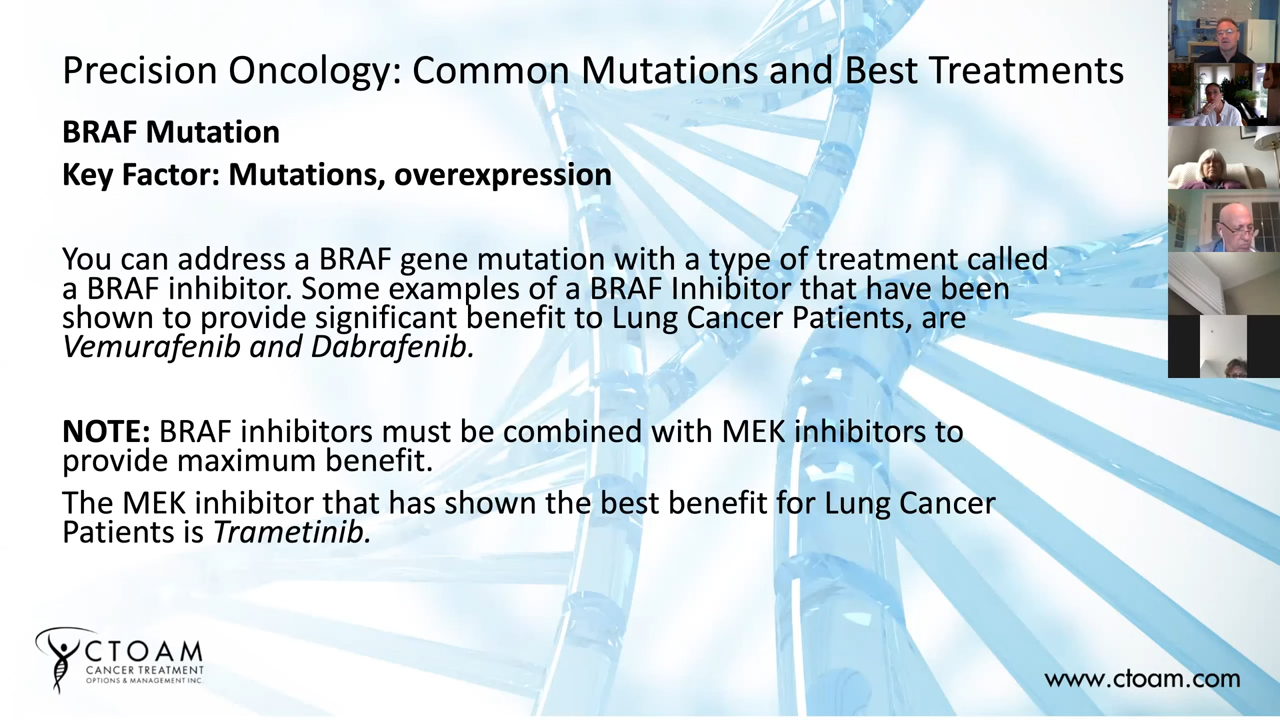 Precision Oncology: Common Mutations and Best Treatments
BRAF Mutation
Key Factor: Mutations, overexpression
You can address a BRAF gene mutation with a type of treatment called
a BRAF inhibitor. Some examples of a BRAF Inhibitor that have been
shown to provide significant benefit to Lung Cancer Patients, are
Vemurafenib and Dabrafenib.
NOTE: BRAF inhibitors must be combined with MEK inhibitors to
provide maximum benefit.
The MEK inhibitor that has shown the best benefit for Lung Cancer
Patients is Trametinib.
CTOAM
CANCER TREATMENT
OPTIONS & MANAGEMENT INC.
www.ctoam.com